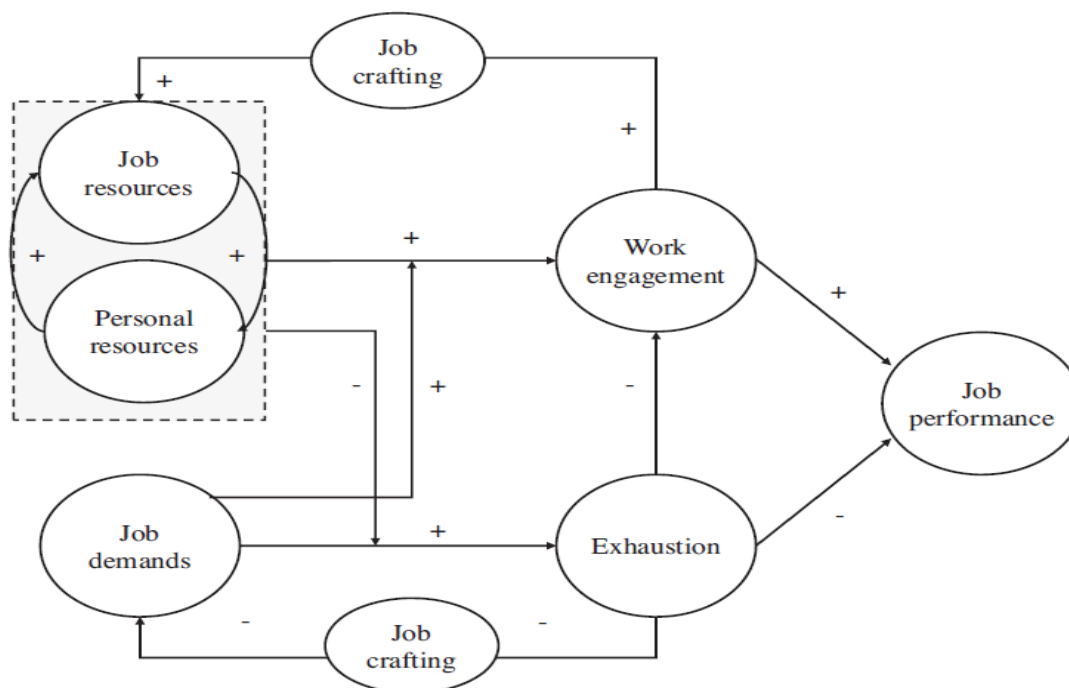 Job
crafting
+
+
Job
resources
+
+
+
Work
engagement
+
Personal
resources
-
+
-
Job
performance
Job
demands
+
Exhaustion
-
-
-
Job
crafting